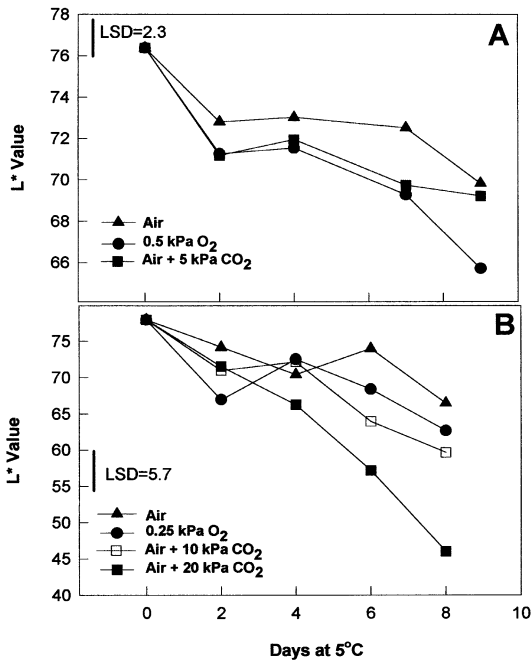 78
76
74
72
70
68
66
L* Value
LSD=2.3
A
Air
0.5 kPa O2
Air + 5 kPa CO2
75
70
65
60
55
50
45
40
L* Value
B
LSD=5.7
Air
0.25 kPa O2
Air + 10 kPa CO2
Air + 20 kPa CO2
0 2 4 6 8 10
Days at 5°C